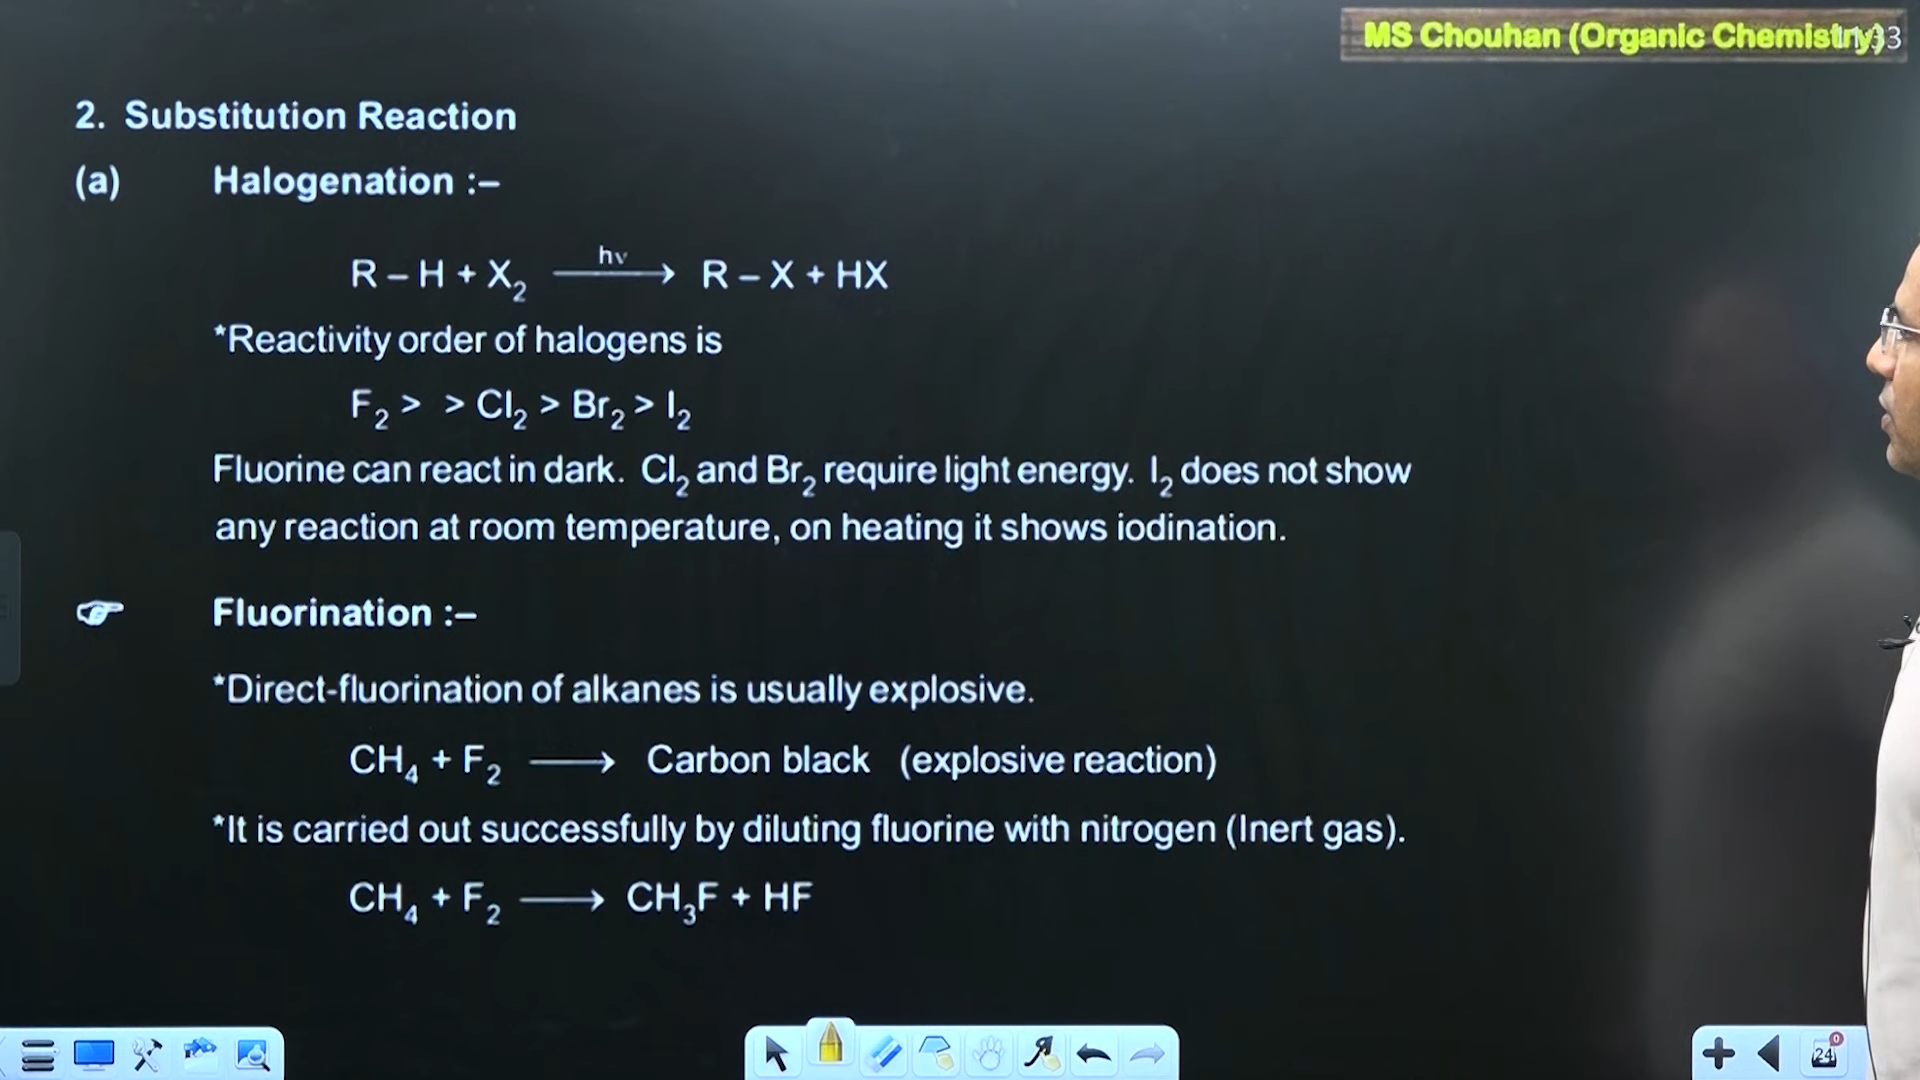 MS Chouhan (Organic Chemistry)
2. Substitution Reaction
(a) Halogenation :–
hν
R – H + X₂ ⟶ R – X + HX
*Reactivity order of halogens is
F₂ > > Cl₂ > Br₂ > I₂
Fluorine can react in dark. Cl₂ and Br₂ require light energy. I₂ does not show
any reaction at room temperature, on heating it shows iodination.
Fluorination :–
*Direct-fluorination of alkanes is usually explosive.
CH₄ + F₂ ⟶ Carbon black (explosive reaction)
*It is carried out successfully by diluting fluorine with nitrogen (Inert gas).
CH₄ + F₂ ⟶ CH₃F + HF
24
0